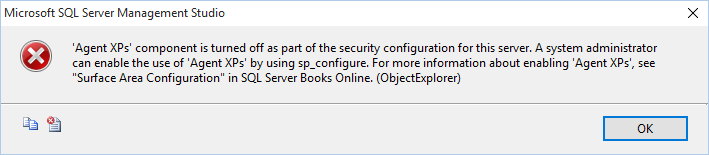 Microsoft SQL Server Management Studio
'Agent XPs' component is turned off as part of the security configuration for this server. A system administrator
can enable the use of 'Agent XPs' by using sp_configure. For more information about enabling 'Agent XPs', see
"Surface Area Configuration" in SQL Server Books Online. (ObjectExplorer)
OK